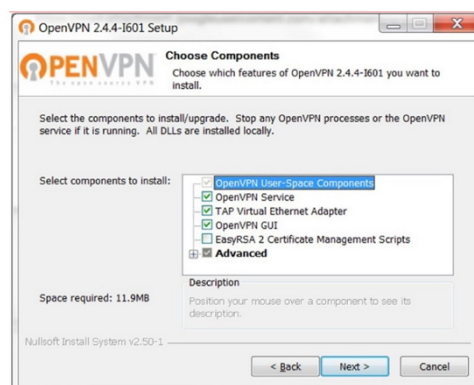 OpenVPN 2.4.4-I601 Setup
OPENVPN
The open source VPN
Choose Components
Choose which features of OpenVPN 2.4.4-I601 you want to
install.
Select the components to install/upgrade. Stop any OpenVPN processes or the OpenVPN
service if it is running. All DLLs are installed locally.
Select components to install:
OpenVPN User-Space Components
OpenVPN Service
TAP Virtual Ethernet Adapter
OpenVPN GUI
EasyRSA 2 Certificate Management Scripts
Advanced
Space required: 11.9MB
Description
Position your mouse over a component to see its
description.
Nullsoft Install System v2.50-1
< Back
Next >
Cancel